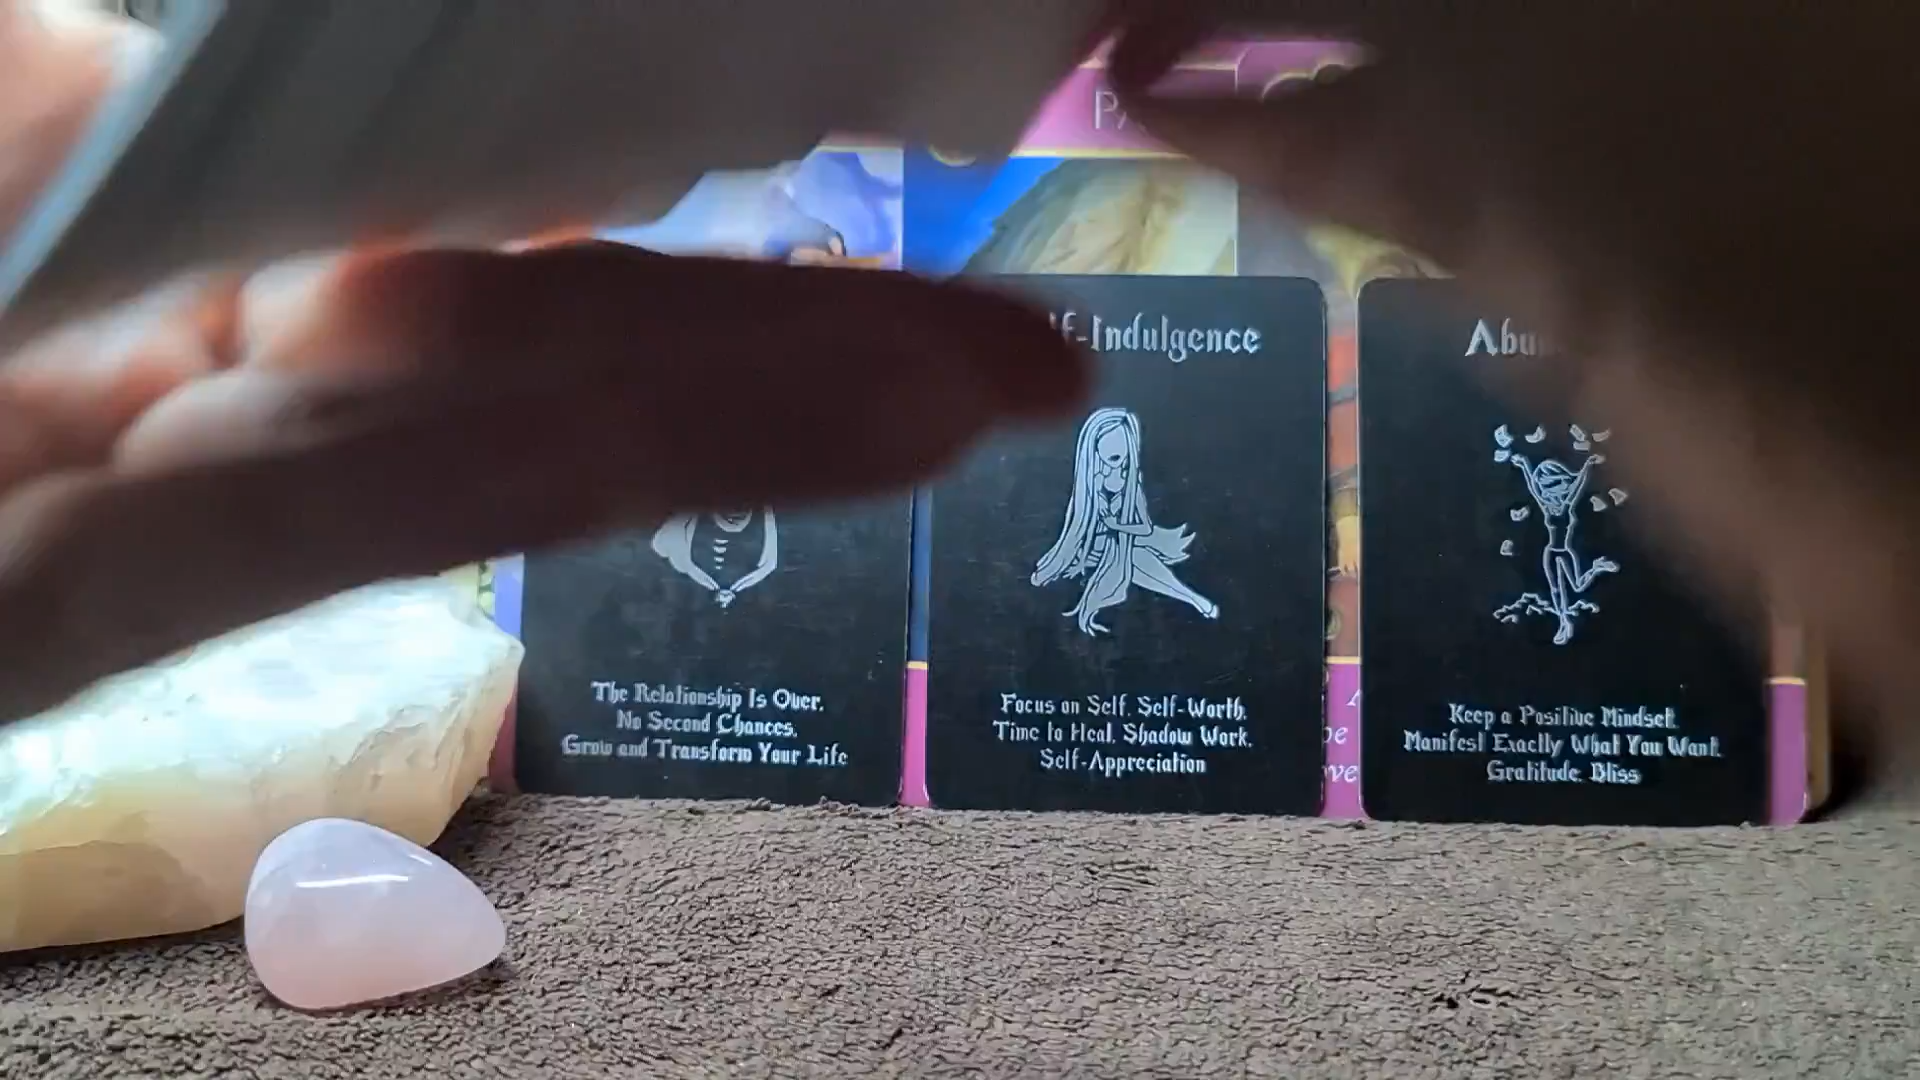 f-Indulgence
Abu
The Relationship Is Over.
No Second Chances.
Grow and Transform Your Life
Focus on Self. Self-Worth.
Time to Heal. Shadow Work.
Self-Appreciation
Keep a Positive Mindset.
Manifest Exactly What You Want.
Gratitude. Bliss